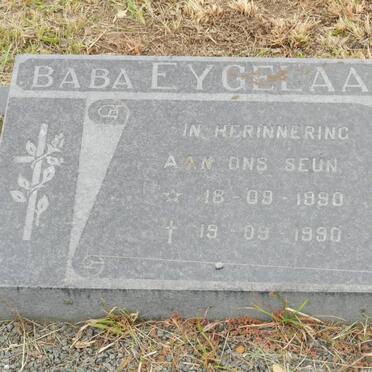 BABA EYGELAA
IN HERINNERING
AAN ONS SEUN
☆ 18-09-1990
† 19-09-1990